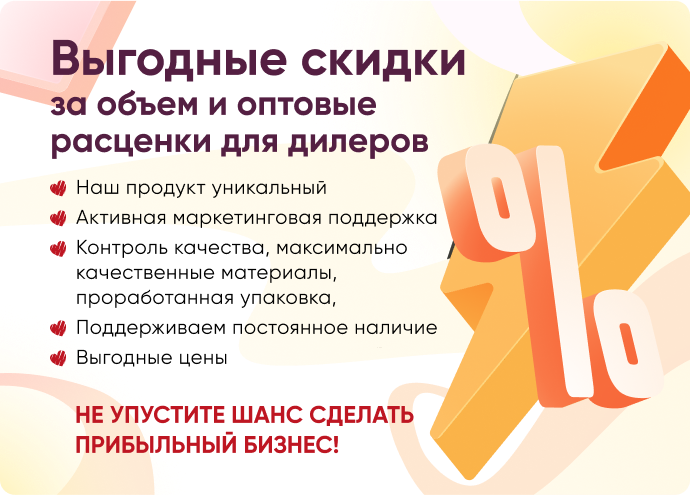 Выгодные скидки
за объем и оптовые
расценки для дилеров
Наш продукт уникальный
Активная маркетинговая поддержка
Контроль качества, максимально
качественные материалы,
проработанная упаковка,
Поддерживаем постоянное наличие
Выгодные цены
НЕ УПУСТИТЕ ШАНС СДЕЛАТЬ
ПРИБЫЛЬНЫЙ БИЗНЕС!
%